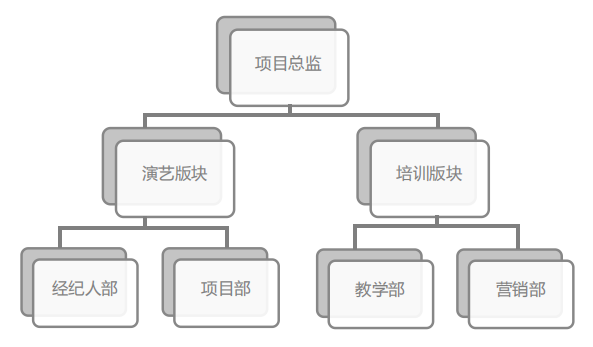 项目总监
演艺版块
培训版块
经纪人部
项目部
教学部
营销部